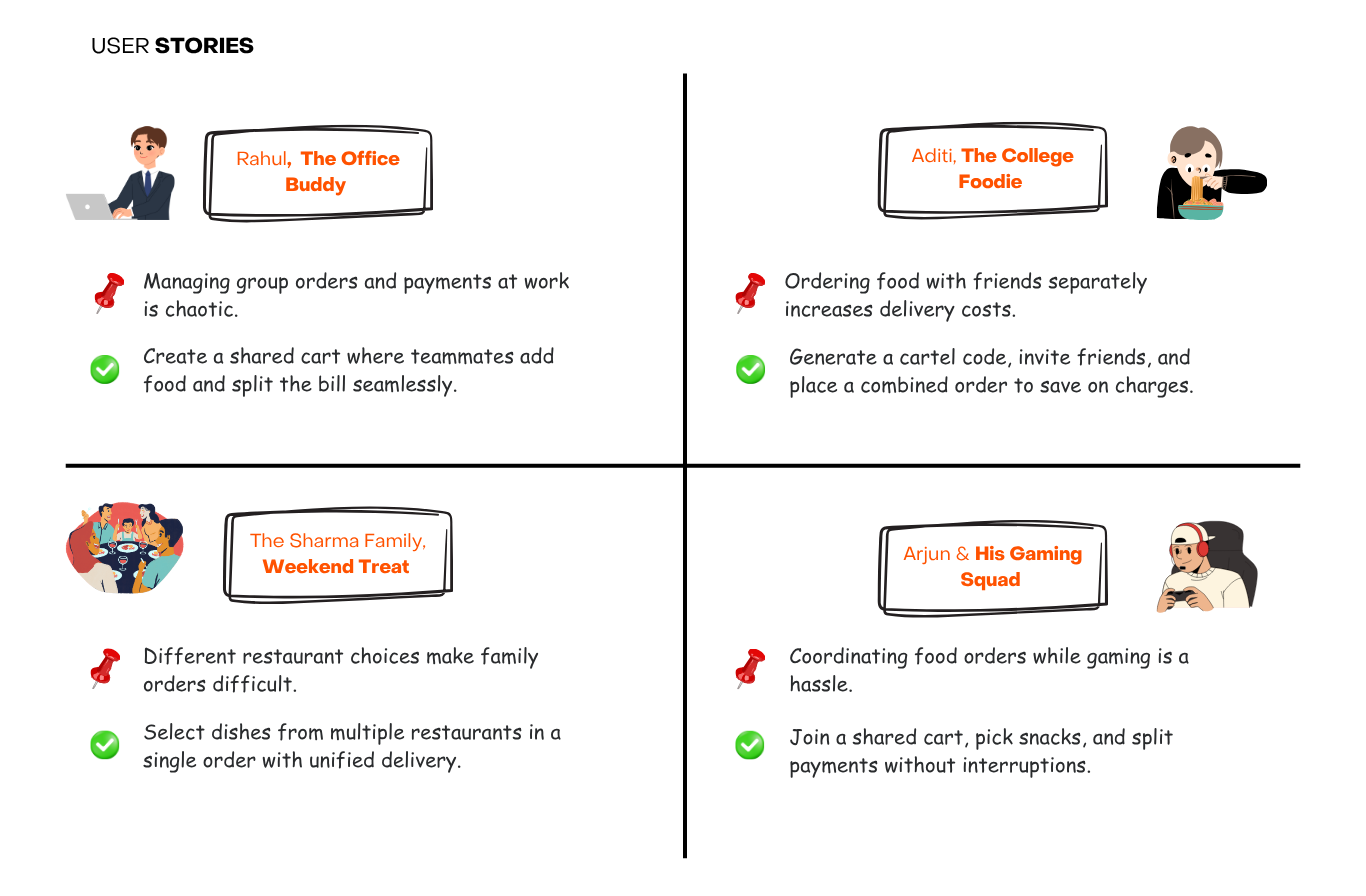 USER STORIES
Rahul, The Office
Buddy
Managing group orders and payments at work
is chaotic.
Create a shared cart where teammates add
food and split the bill seamlessly.
Aditi, The College
Foodie
Ordering food with friends separately
increases delivery costs.
Generate a cartel code, invite friends, and
place a combined order to save on charges.
The Sharma Family,
Weekend Treat
Different restaurant choices make family
orders difficult.
Select dishes from multiple restaurants in a
single order with unified delivery.
Arjun & His Gaming
Squad
Coordinating food orders while gaming is a
hassle.
Join a shared cart, pick snacks, and split
payments without interruptions.